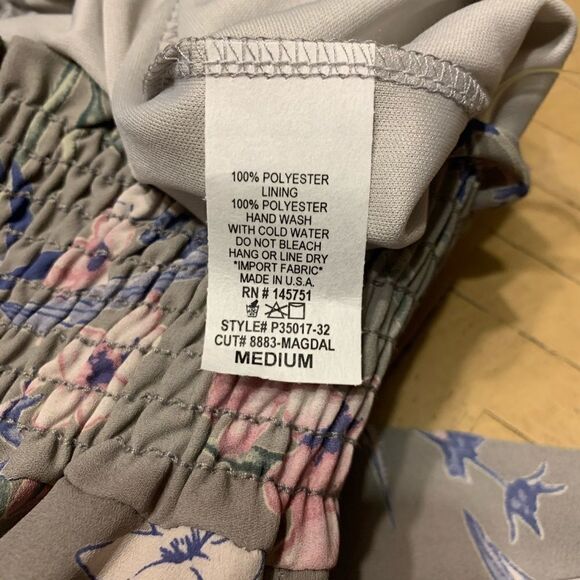 100% POLYESTER
LINING
100% POLYESTER
HAND WASH
WITH COLD WATER
DO NOT BLEACH
HANG OR LINE DRY
*IMPORT FABRIC*
MADE IN U.S.A.
RN # 145751
STYLE# P35017-32
CUT# 8883-MAGDAL
MEDIUM